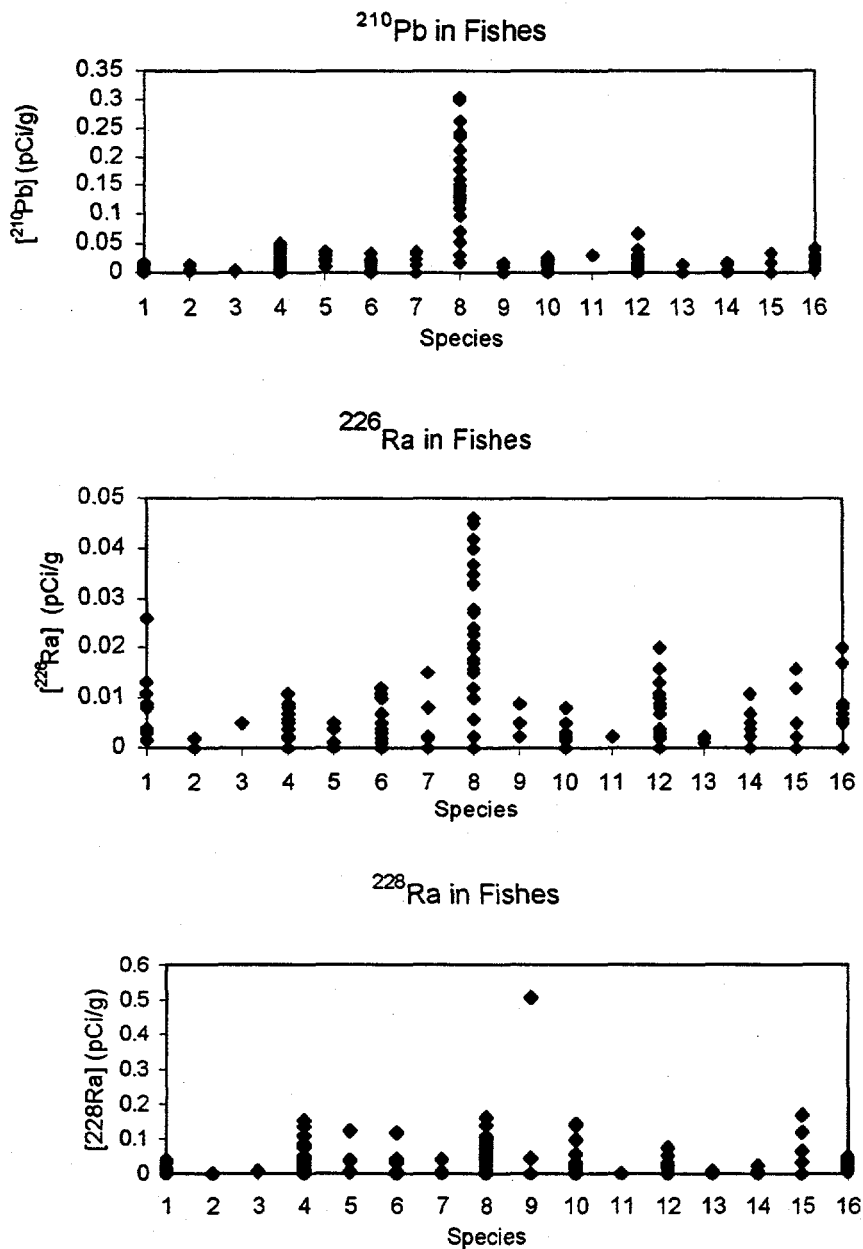 ²¹⁰Pb in Fishes
0.35
0.3
0.25
0.2
0.15
0.1
0.05
0
[²¹⁰Pb] (pCi/g)
1 2 3 4 5 6 7 8 9 10 11 12 13 14 15 16
Species
²²⁶Ra in Fishes
0.05
0.04
0.03
0.02
0.01
0
[²²⁶Ra] (pCi/g
1 2 3 4 5 6 7 8 9 10 11 12 13 14 15 16
Species
²²⁸Ra in Fishes
0.6
0.5
0.4
0.3
0.2
0.1
0
[228Ra] (pCi/g)
1 2 3 4 5 6 7 8 9 10 11 12 13 14 15 16
Species